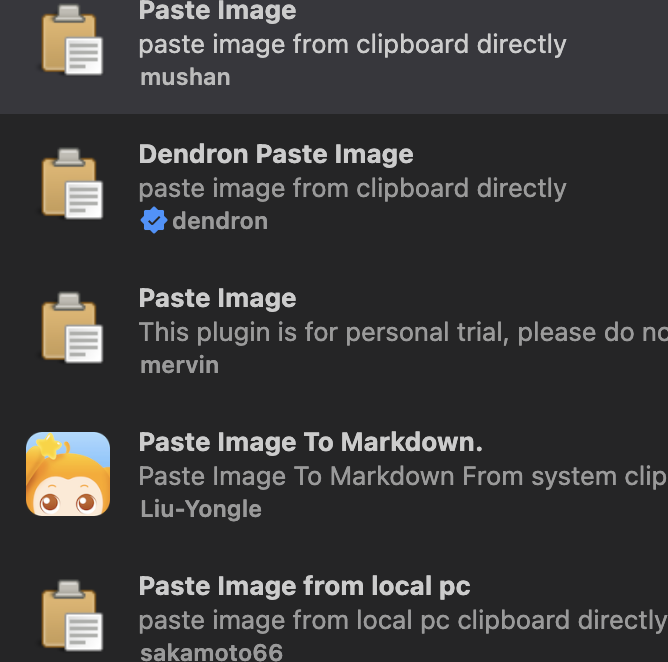 Paste Image
paste image from clipboard directly
mushan
Dendron Paste Image
paste image from clipboard directly
dendron
Paste Image
This plugin is for personal trial, please do no
mervin
Paste Image To Markdown.
Paste Image To Markdown From system clip
Liu-Yongle
Paste Image from local pc
paste image from local pc clipboard directly
sakamoto66